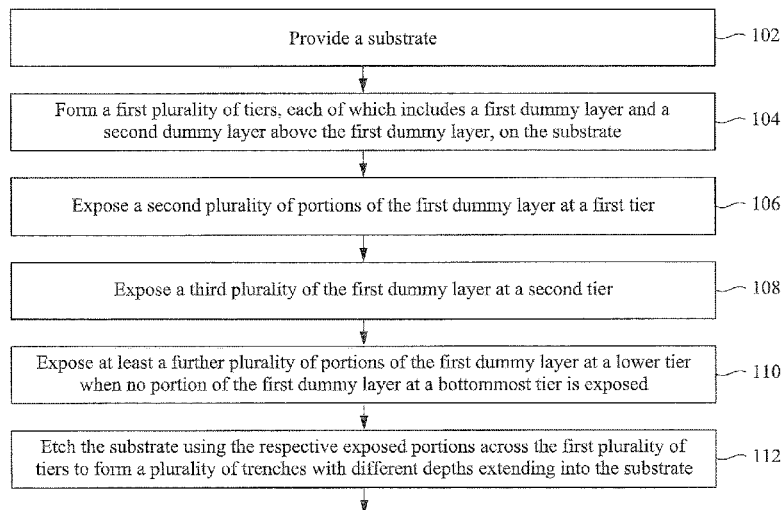 Provide a substrate
102
Form a first plurality of tiers, each of which includes a first dummy layer and a
second dummy layer above the first dummy layer, on the substrate
104
Expose a second plurality of portions of the first dummy layer at a first tier
106
Expose a third plurality of the first dummy layer at a second tier
108
Expose at least a further plurality of portions of the first dummy layer at a lower tier
when no portion of the first dummy layer at a bottommost tier is exposed
110
Etch the substrate using the respective exposed portions across the first plurality of
tiers to form a plurality of trenches with different depths extending into the substrate
112